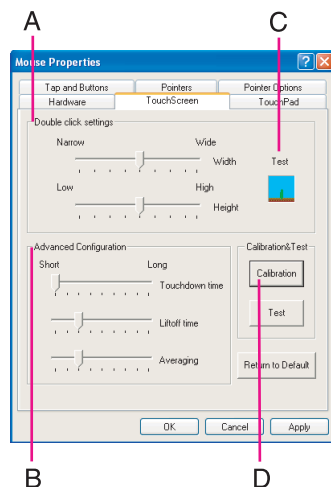 A
C
Mouse Properties
Tap and Buttons
Pointers
Pointer Options
Hardware
TouchScreen
TouchPad
Double click settings
Narrow
Wide
Width
Test
Low
High
Height
Advanced Configuration
Calibration&Test
Short
Long
Touchdown time
Calibration
Liftoff time
Test
Averaging
Return to Default
OK
Cancel
Apply
B
D